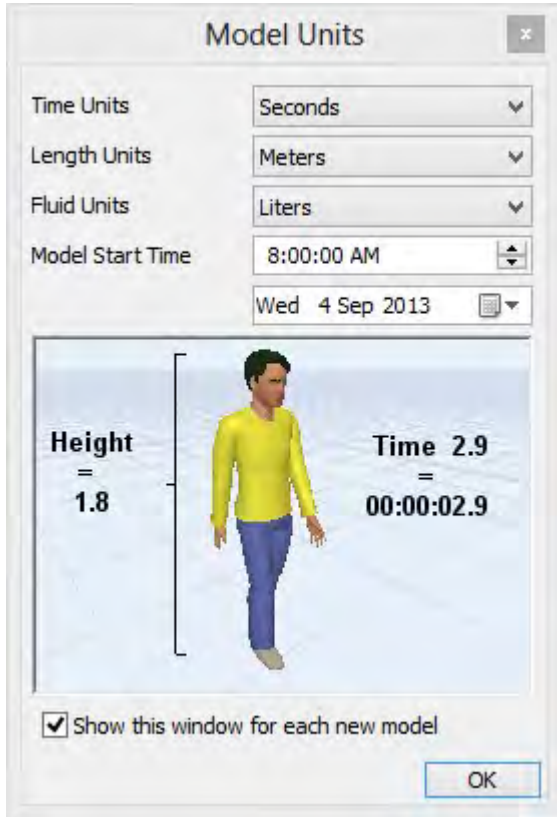 Model Units
x
Time Units Seconds
Length Units Meters
Fluid Units Liters
Model Start Time 8:00:00 AM
Wed 4 Sep 2013
Height
=
1.8
Time 2.9
=
00:00:02.9
Show this window for each new model
OK